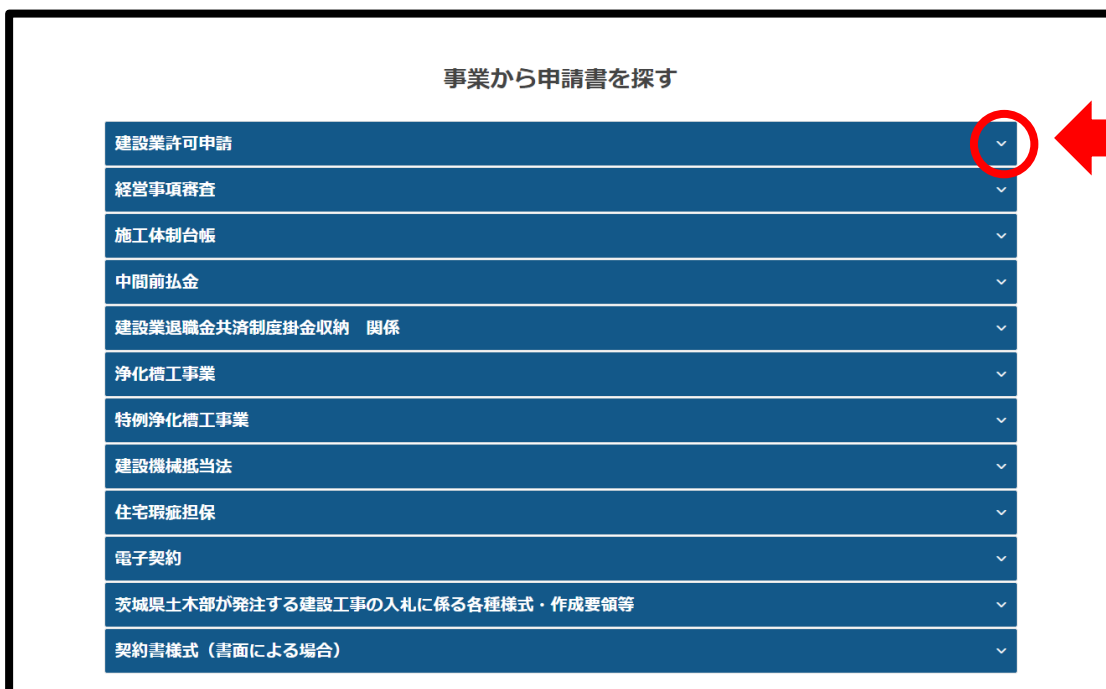 事業から申請書を探す
建設業許可申請
経営事項審査
施工体制台帳
中間前払金
建設業退職金共済制度掛金収納　関係
浄化槽工事業
特例浄化槽工事業
建設機械抵当法
住宅瑕疵担保
電子契約
茨城県土木部が発注する建設工事の入札に係る各種様式・作成要領等
契約書様式（書面による場合）